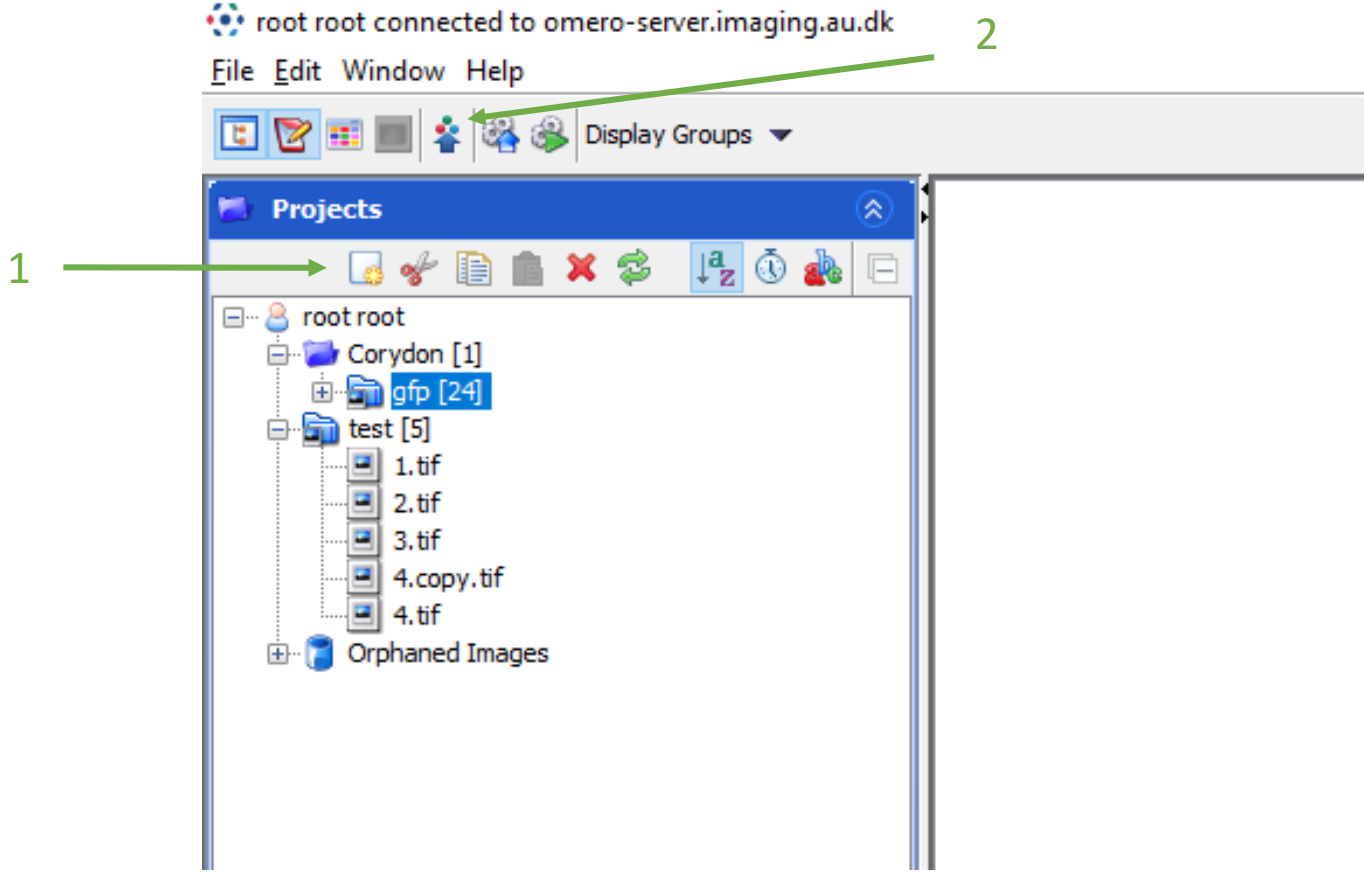 root root connected to omero-server.imaging.au.dk
2
File Edit Window Help
Display Groups
Projects
1
a
z
abc
root root
Corydon [1]
gfp [24]
test [5]
1.tif
2.tif
3.tif
4.copy.tif
4.tif
Orphaned Images